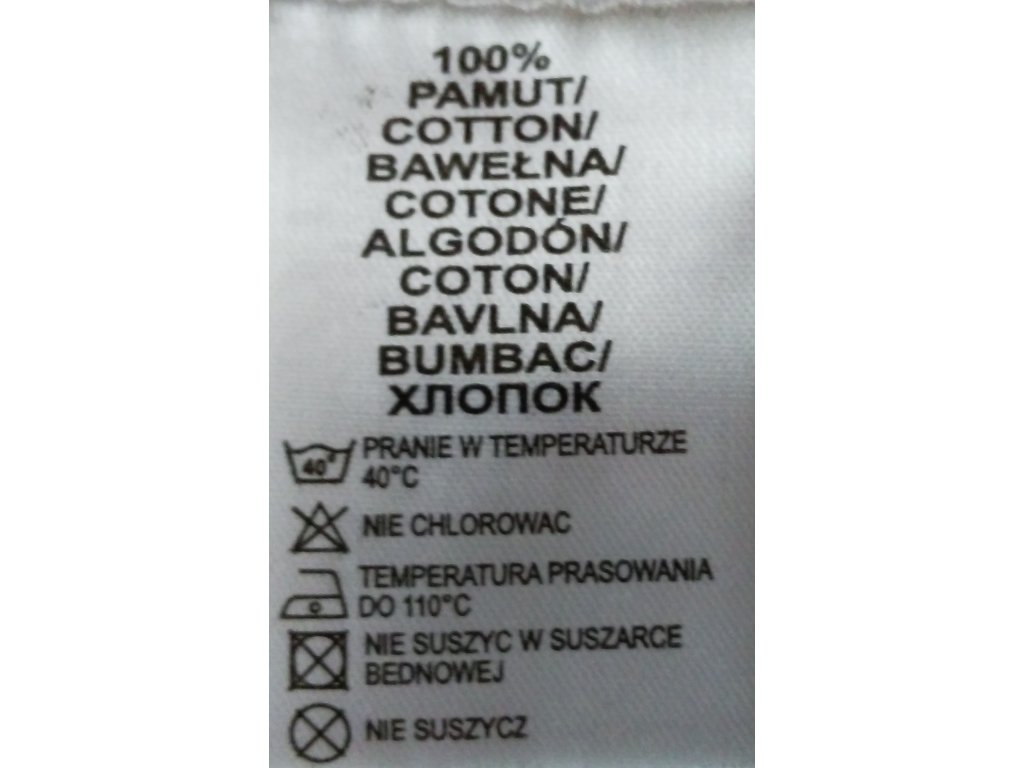 100%
PAMUT/
COTTON/
BAWEŁNA/
COTONE/
ALGODÓN/
COTON/
BAVLNA/
BUMBAC/
ХЛОПОК
40° PRANIE W TEMPERATURZE
40°C
NIE CHLOROWAC
TEMPERATURA PRASOWANIA
DO 110°C
NIE SUSZYC W SUSZARCE
BEDNOWEJ
NIE SUSZYCZ